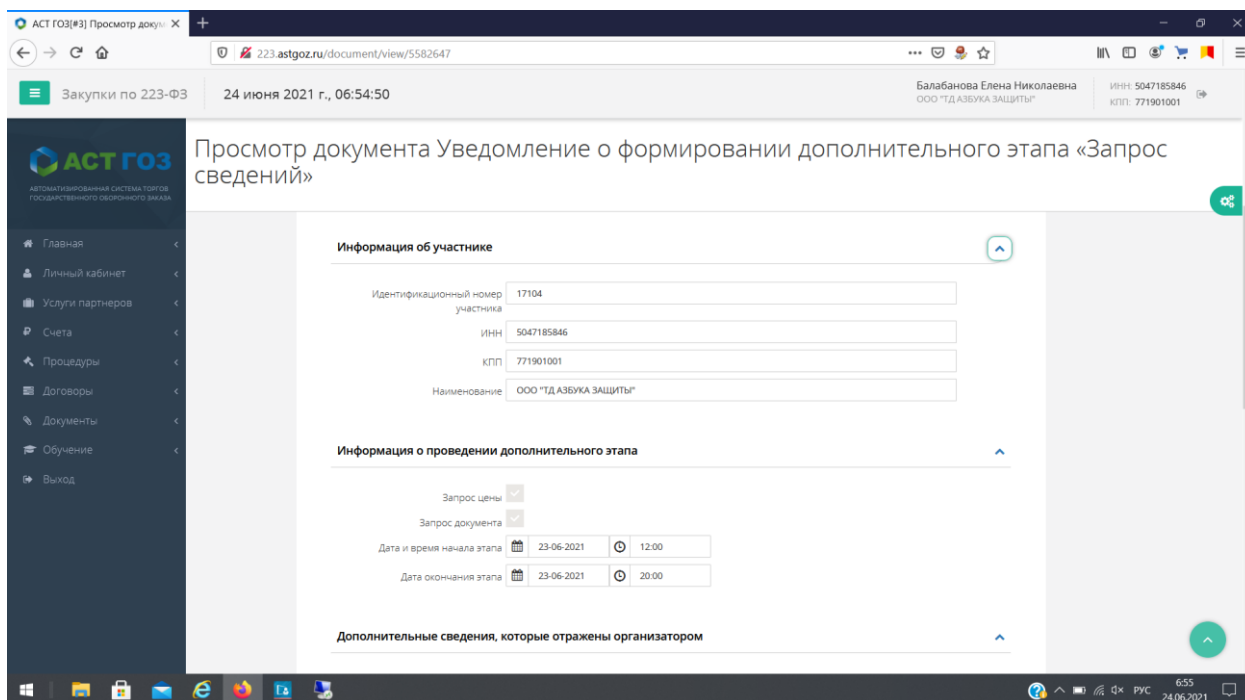 АСТ ГОЗ[#3] Просмотр докум
223.astgoz.ru/document/view/5582647
Закупки по 223-ФЗ
24 июня 2021 г., 06:54:50
Балабанова Елена Николаевна
ООО "ТД АЗБУКА ЗАЩИТЫ"
ИНН: 5047185846
КПП: 771901001
АСТ ГОЗ
АВТОМАТИЗИРОВАННАЯ СИСТЕМА ТОРГОВ
ГОСУДАРСТВЕННОГО ОБОРОННОГО ЗАКАЗА
Просмотр документа Уведомление о формировании дополнительного этапа «Запрос
сведений»
Главная
Личный кабинет
Услуги партнеров
Счета
Процедуры
Договоры
Документы
Обучение
Выход
Информация об участнике
Идентификационный номер
участника
17104
ИНН 5047185846
КПП 771901001
Наименование ООО "ТД АЗБУКА ЗАЩИТЫ"
Информация о проведении дополнительного этапа
Запрос цены
Запрос документа
Дата и время начала этапа 23-06-2021 12:00
Дата окончания этапа 23-06-2021 20:00
Дополнительные сведения, которые отражены организатором
РУС
6:55
24.06.2021